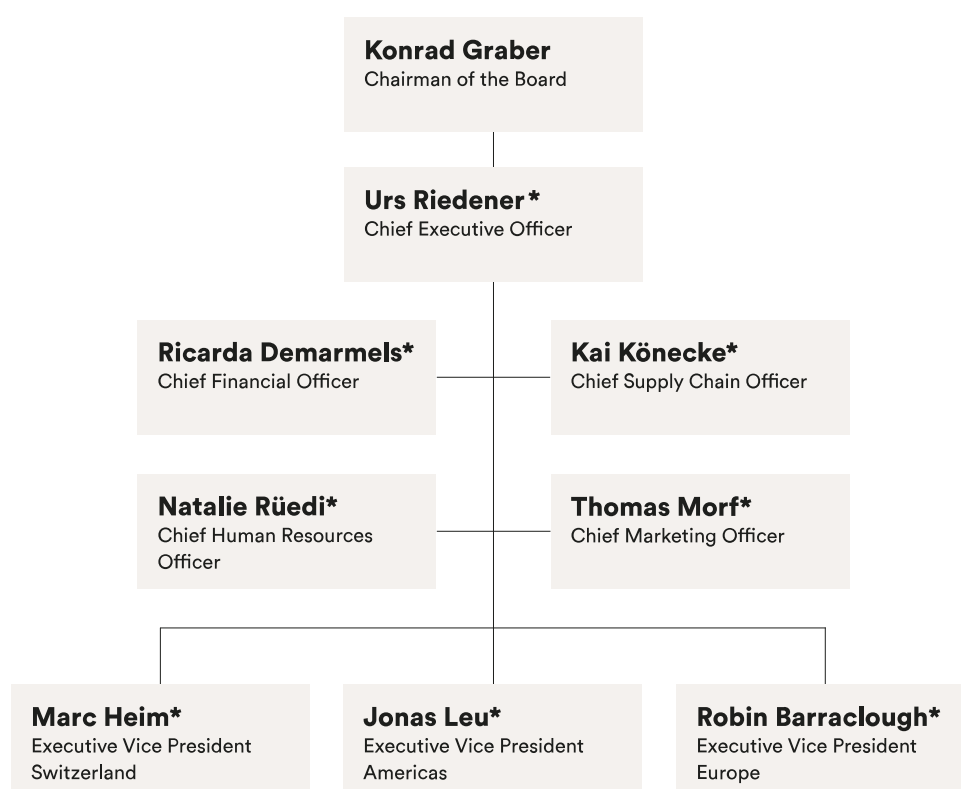 Konrad Graber
Chairman of the Board
Urs Riedener*
Chief Executive Officer
Ricarda Demarmels*
Chief Financial Officer
Kai Könecke*
Chief Supply Chain Officer
Natalie Rüedi*
Chief Human Resources
Officer
Thomas Morf*
Chief Marketing Officer
Marc Heim*
Executive Vice President
Switzerland
Jonas Leu*
Executive Vice President
Americas
Robin Barraclough*
Executive Vice President
Europe